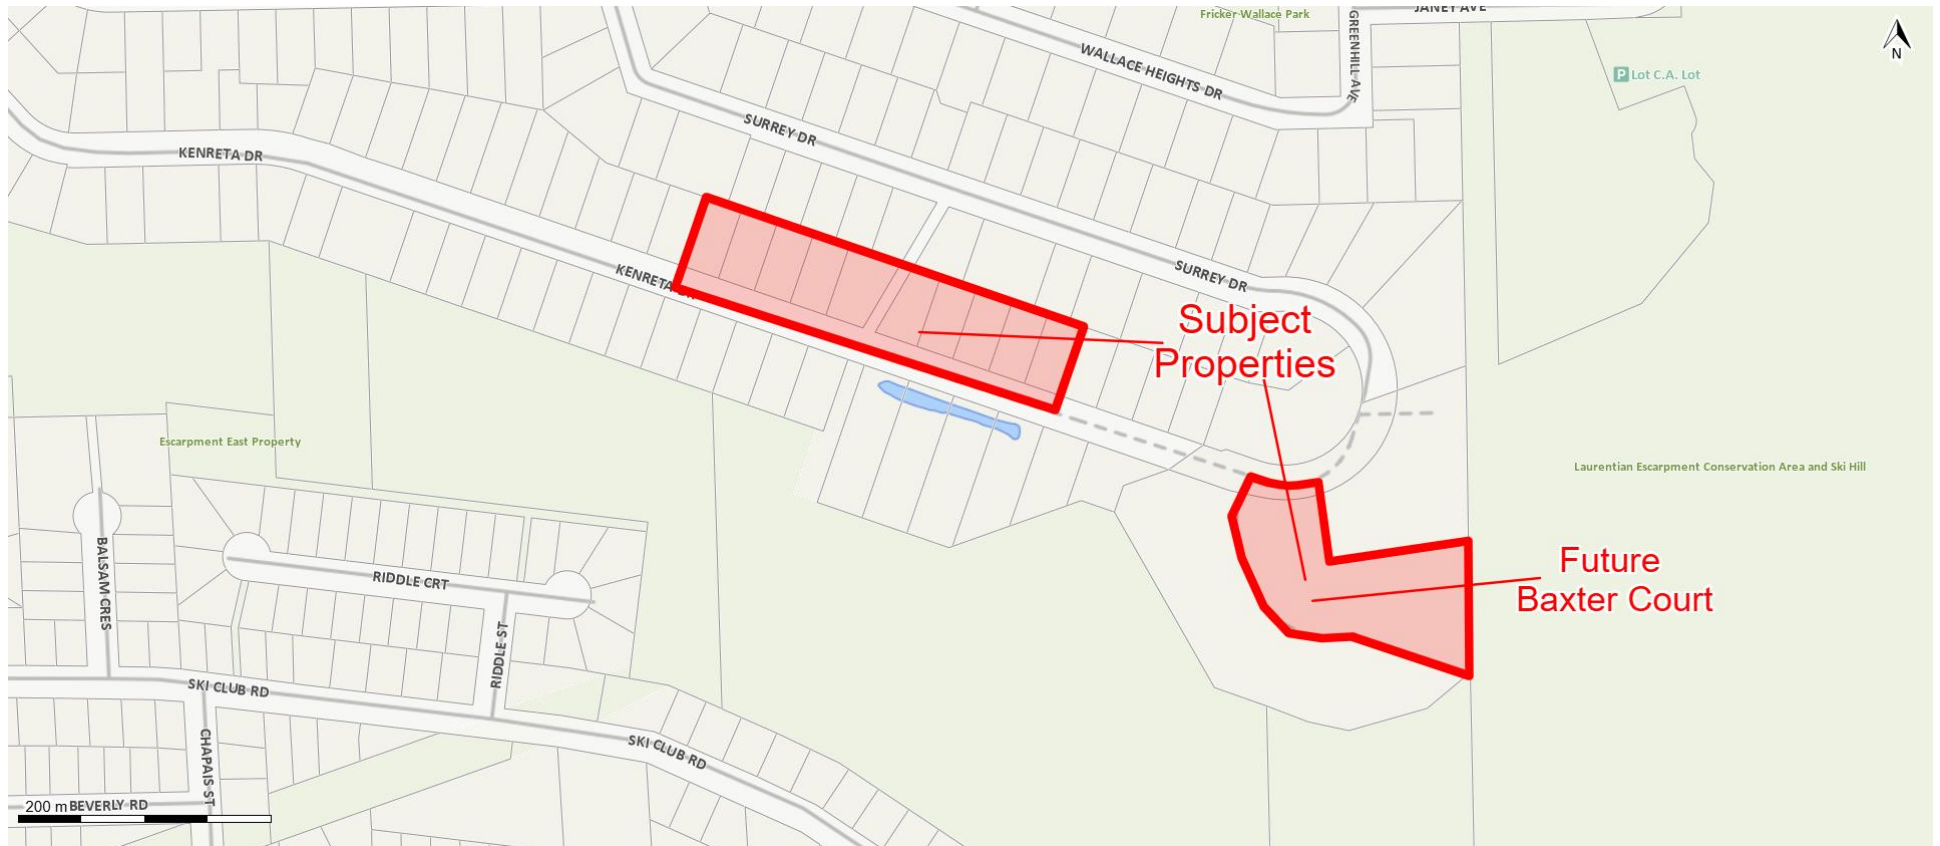 Fricker Wallace Park
JANEY AVE
GREENHILL AVE
N
WALLACE HEIGHTS DR
P Lot C.A. Lot
SURREY DR
KENRETA DR
KENRETA DR
SURREY DR
Subject
Properties
Escarpment East Property
Laurentian Escarpment Conservation Area and Ski Hill
BALSAM CRES
RIDDLE CRT
Future
Baxter Court
RIDDLE ST
SKI CLUB RD
CHAPAIS ST
SKI CLUB RD
200 m
BEVERLY RD